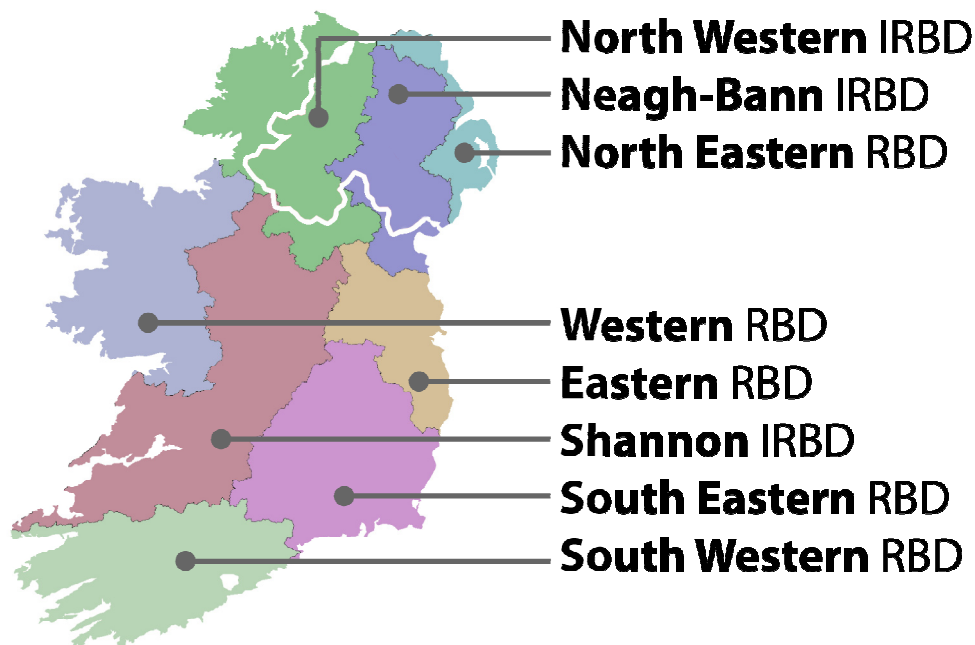 North Western IRBD
Neagh-Bann IRBD
North Eastern RBD
Western RBD
Eastern RBD
Shannon IRBD
South Eastern RBD
South Western RBD